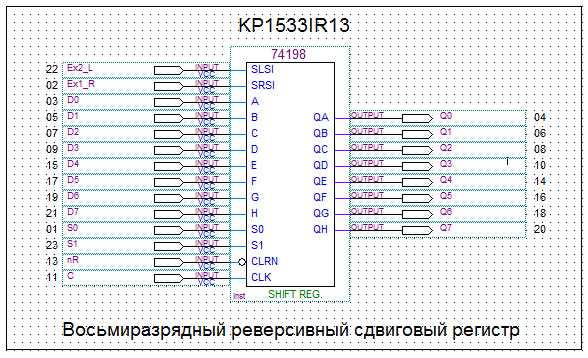 KP1533IR13
74198
22 Ex2_L INPUT VCC SLSI
02 Ex1_R INPUT VCC SRSI
03 D0 INPUT VCC A
05 D1 INPUT VCC B QA OUTPUT Q0 04
07 D2 INPUT VCC C QB OUTPUT Q1 06
09 D3 INPUT VCC D QC OUTPUT Q2 08
15 D4 INPUT VCC E QD OUTPUT Q3 10
17 D5 INPUT VCC F QE OUTPUT Q4 14
19 D6 INPUT VCC G QF OUTPUT Q5 16
21 D7 INPUT VCC H QG OUTPUT Q6 18
01 S0 INPUT VCC S0 QH OUTPUT Q7 20
23 S1 INPUT VCC S1
13 nR INPUT VCC CLRN
11 C INPUT VCC CLK
inst SHIFT REG.
Восьмиразрядный реверсивный сдвиговый регистр